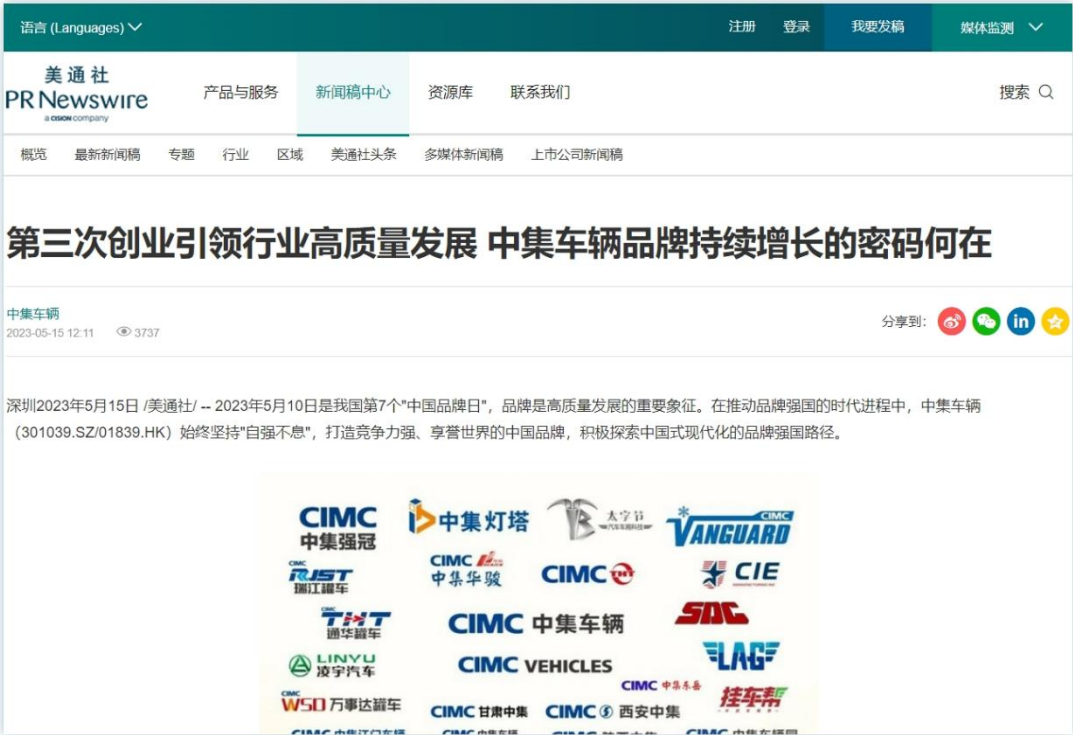 语言 (Languages)
注册 登录 我要发稿 媒体监测
美通社
PR Newswire
a CISION company
产品与服务 新闻稿中心 资源库 联系我们 搜索
概览 最新新闻稿 专题 行业 区域 美通社头条 多媒体新闻稿 上市公司新闻稿
第三次创业引领行业高质量发展 中集车辆品牌持续增长的密码何在
中集车辆
2023-05-15 12:11 3737
分享到:
深圳2023年5月15日 /美通社/ -- 2023年5月10日是我国第7个"中国品牌日"，品牌是高质量发展的重要象征。在推动品牌强国的时代进程中，中集车辆
（301039.SZ/01839.HK）始终坚持"自强不息"，打造竞争力强、享誉世界的中国品牌，积极探索中国式现代化的品牌强国路径。
CIMC
中集强冠
中集灯塔
太字节
CIMC
VANGUARD
CIMC
RJST
瑞江罐车
CIMC
中集华骏
CIMC THT
CIE
CIMC
THT
通华罐车
CIMC 中集车辆
SDC
LINYU
凌宇汽车
CIMC VEHICLES
LAG
CIMC 中集东岳
CIMC
WSD 万事达罐车
挂车帮
CIMC 甘肃中集
CIMC 西安中集